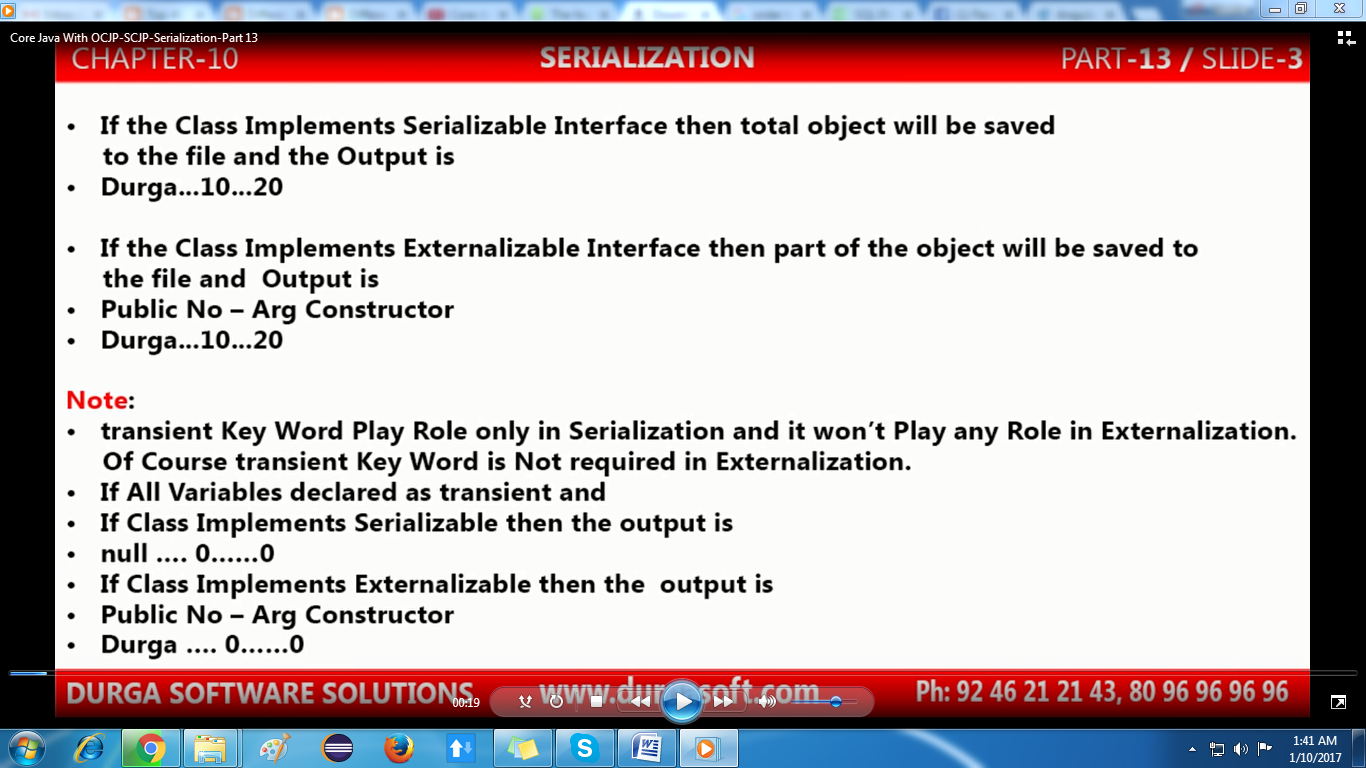 Core Java With OCJP-SCJP-Serialization-Part 13
CHAPTER-10
SERIALIZATION
PART-13 / SLIDE-3
• If the Class Implements Serializable Interface then total object will be saved
to the file and the Output is
• Durga...10...20
• If the Class Implements Externalizable Interface then part of the object will be saved to
the file and Output is
• Public No – Arg Constructor
• Durga...10...20
Note:
• transient Key Word Play Role only in Serialization and it won't Play any Role in Externalization.
Of Course transient Key Word is Not required in Externalization.
• If All Variables declared as transient and
• If Class Implements Serializable then the output is
• null .... 0......0
• If Class Implements Externalizable then the output is
• Public No – Arg Constructor
• Durga .... 0......0
DURGA SOFTWARE SOLUTIONS
Ph: 92 46 21 21 43, 80 96 96 96 96
00:19
1:41 AM
1/10/2017